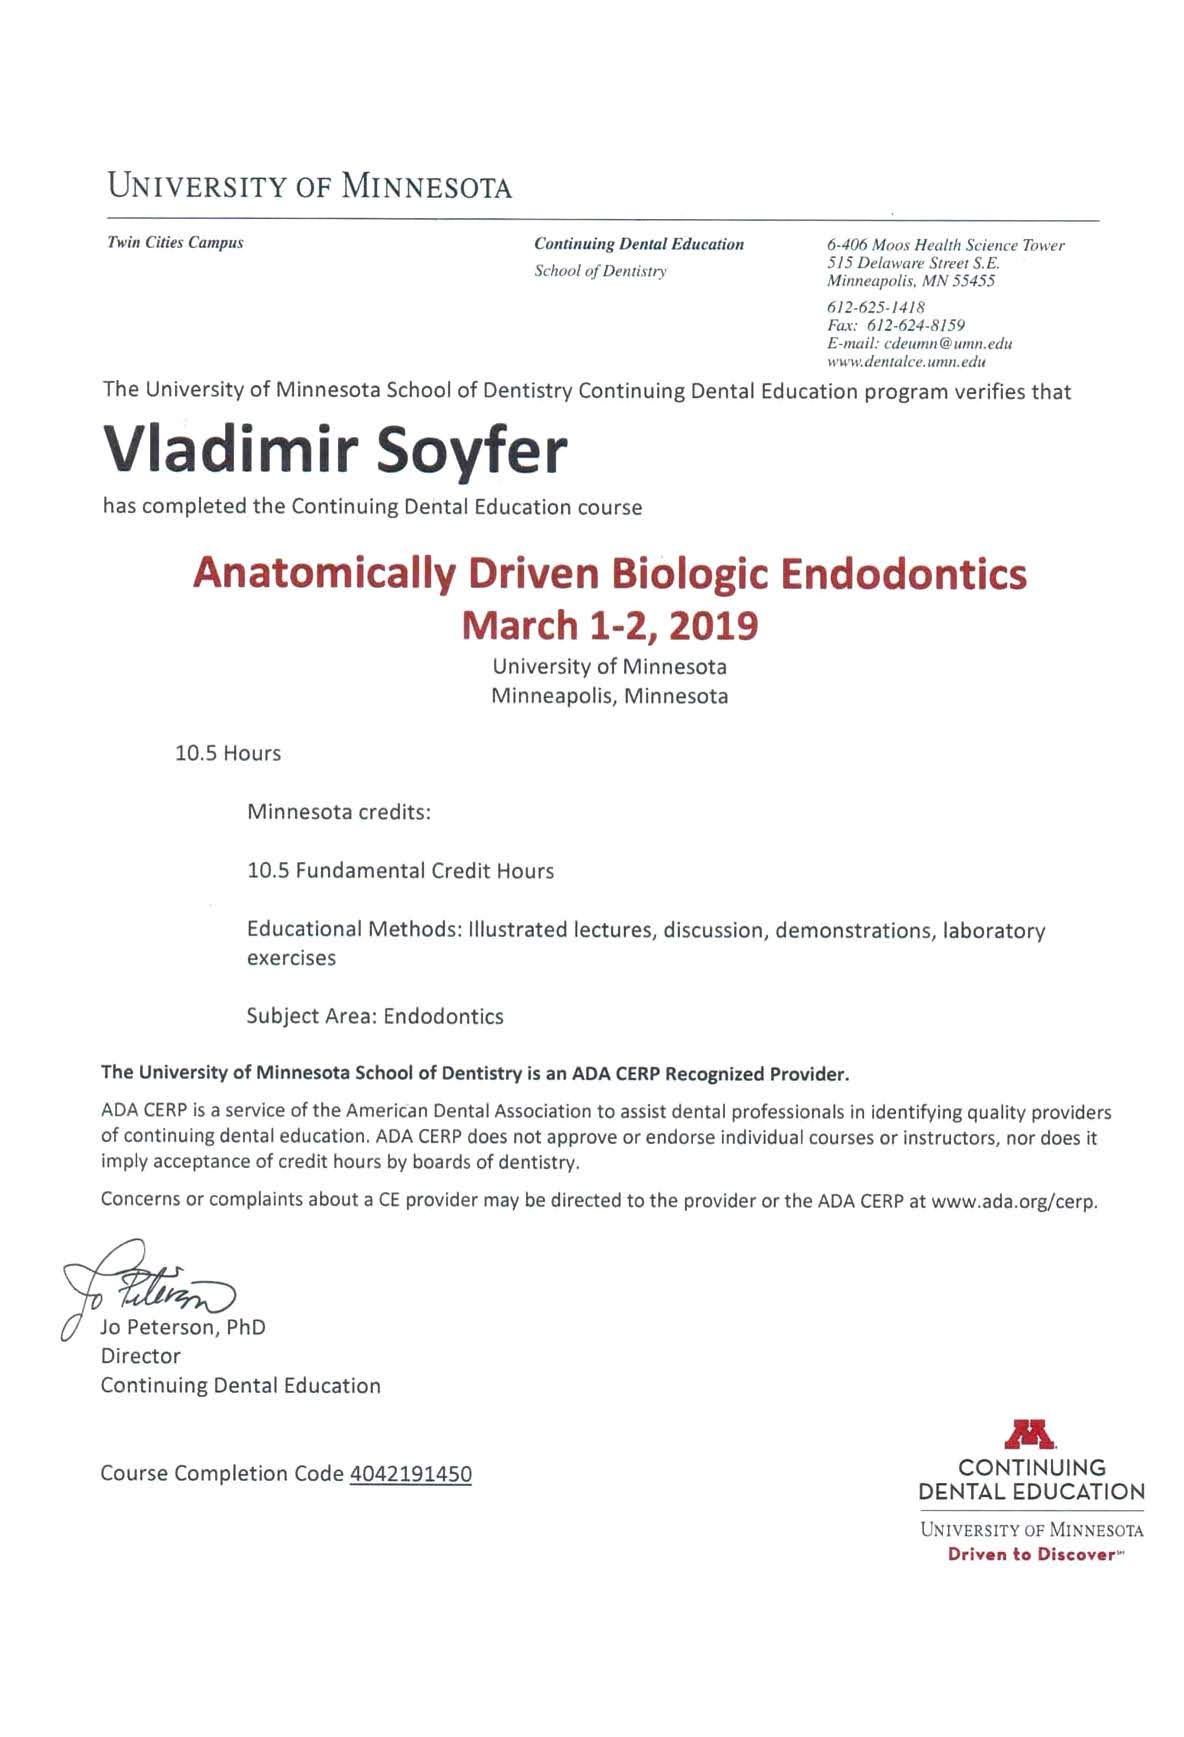 UNIVERSITY OF MINNESOTA
Twin Cities Campus
Continuing Dental Education
School of Dentistry
6-406 Moos Health Science Tower
515 Delaware Street S.E.
Minneapolis, MN 55455
612-625-1418
Fax: 612-624-8159
E-mail: cdeumn@umn.edu
www.dentalce.umn.edu
The University of Minnesota School of Dentistry Continuing Dental Education program verifies that
Vladimir Soyfer
has completed the Continuing Dental Education course
Anatomically Driven Biologic Endodontics
March 1-2, 2019
University of Minnesota
Minneapolis, Minnesota
10.5 Hours
Minnesota credits:
10.5 Fundamental Credit Hours
Educational Methods: Illustrated lectures, discussion, demonstrations, laboratory
exercises
Subject Area: Endodontics
The University of Minnesota School of Dentistry is an ADA CERP Recognized Provider.
ADA CERP is a service of the American Dental Association to assist dental professionals in identifying quality providers
of continuing dental education. ADA CERP does not approve or endorse individual courses or instructors, nor does it
imply acceptance of credit hours by boards of dentistry.
Concerns or complaints about a CE provider may be directed to the provider or the ADA CERP at www.ada.org/cerp.
Jo Peterson
Jo Peterson, PhD
Director
Continuing Dental Education
Course Completion Code 4042191450
M
CONTINUING
DENTAL EDUCATION
UNIVERSITY OF MINNESOTA
Driven to Discover℠